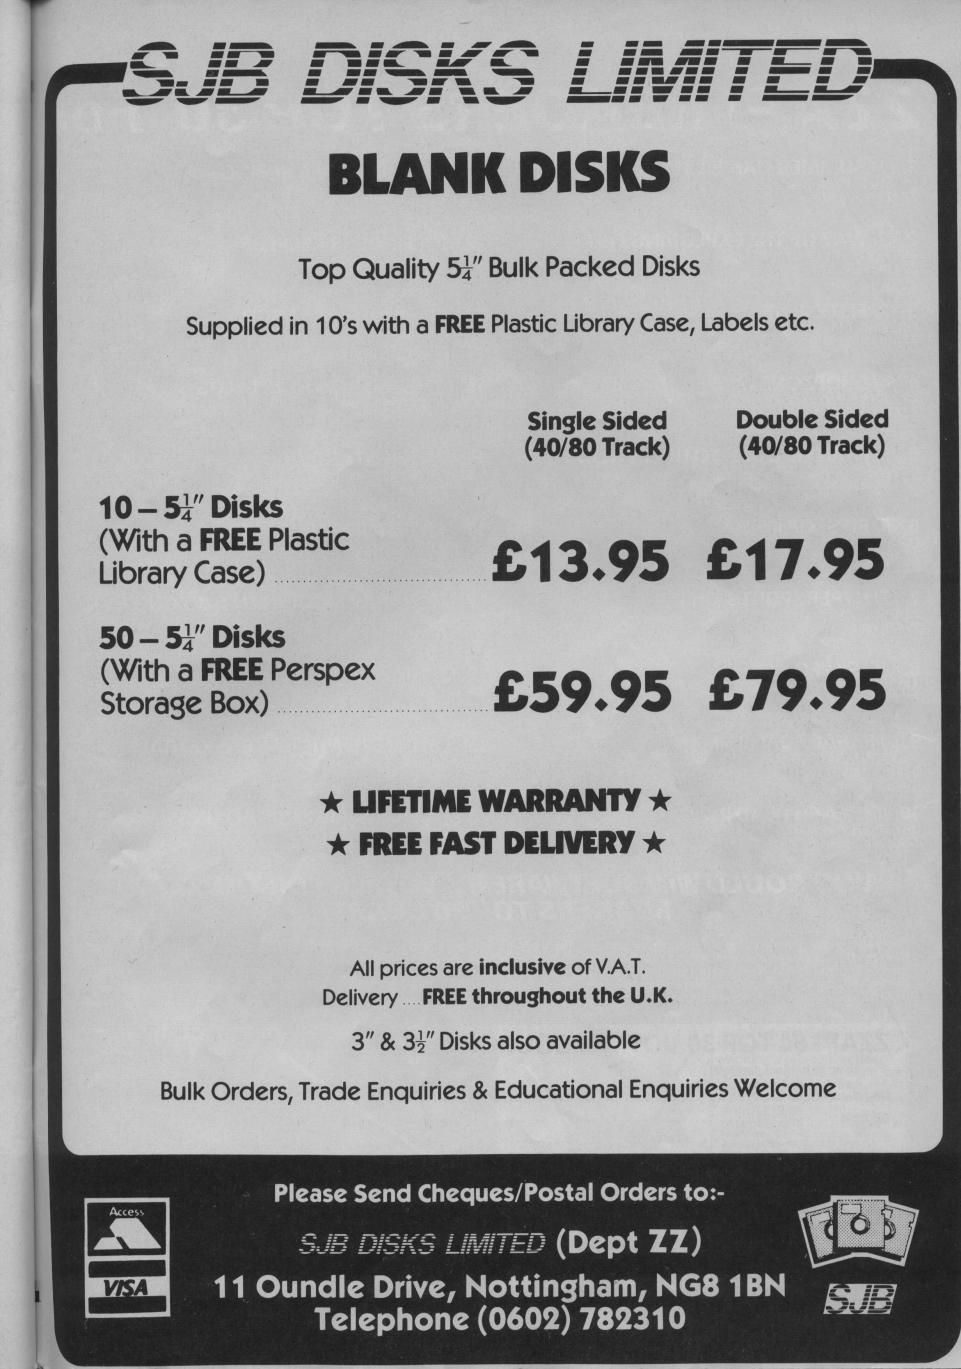 SJB DISKS LIMITED
BLANK DISKS
Top Quality 5¼" Bulk Packed Disks
Supplied in 10's with a FREE Plastic Library Case, Labels etc.
Single Sided Double Sided
(40/80 Track) (40/80 Track)
10 – 5¼" Disks
(With a FREE Plastic
Library Case) £13.95 £17.95
50 – 5¼" Disks
(With a FREE Perspex
Storage Box) £59.95 £79.95
★ LIFETIME WARRANTY ★
★ FREE FAST DELIVERY ★
All prices are inclusive of V.A.T.
Delivery .... FREE throughout the U.K.
3" & 3½" Disks also available
Bulk Orders, Trade Enquiries & Educational Enquiries Welcome
Please Send Cheques/Postal Orders to:-
SJB DISKS LIMITED (Dept ZZ)
11 Oundle Drive, Nottingham, NG8 1BN
Telephone (0602) 782310
Access
VISA
SJB